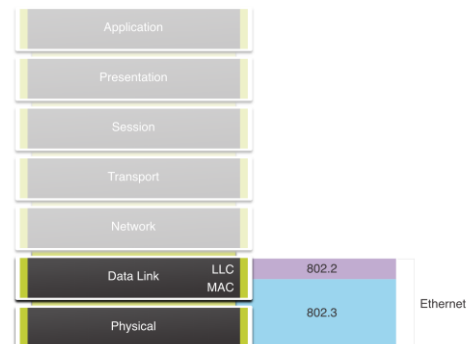 Application
Presentation
Session
Transport
Network
Data Link LLC 802.2
MAC
802.3
Ethernet
Physical